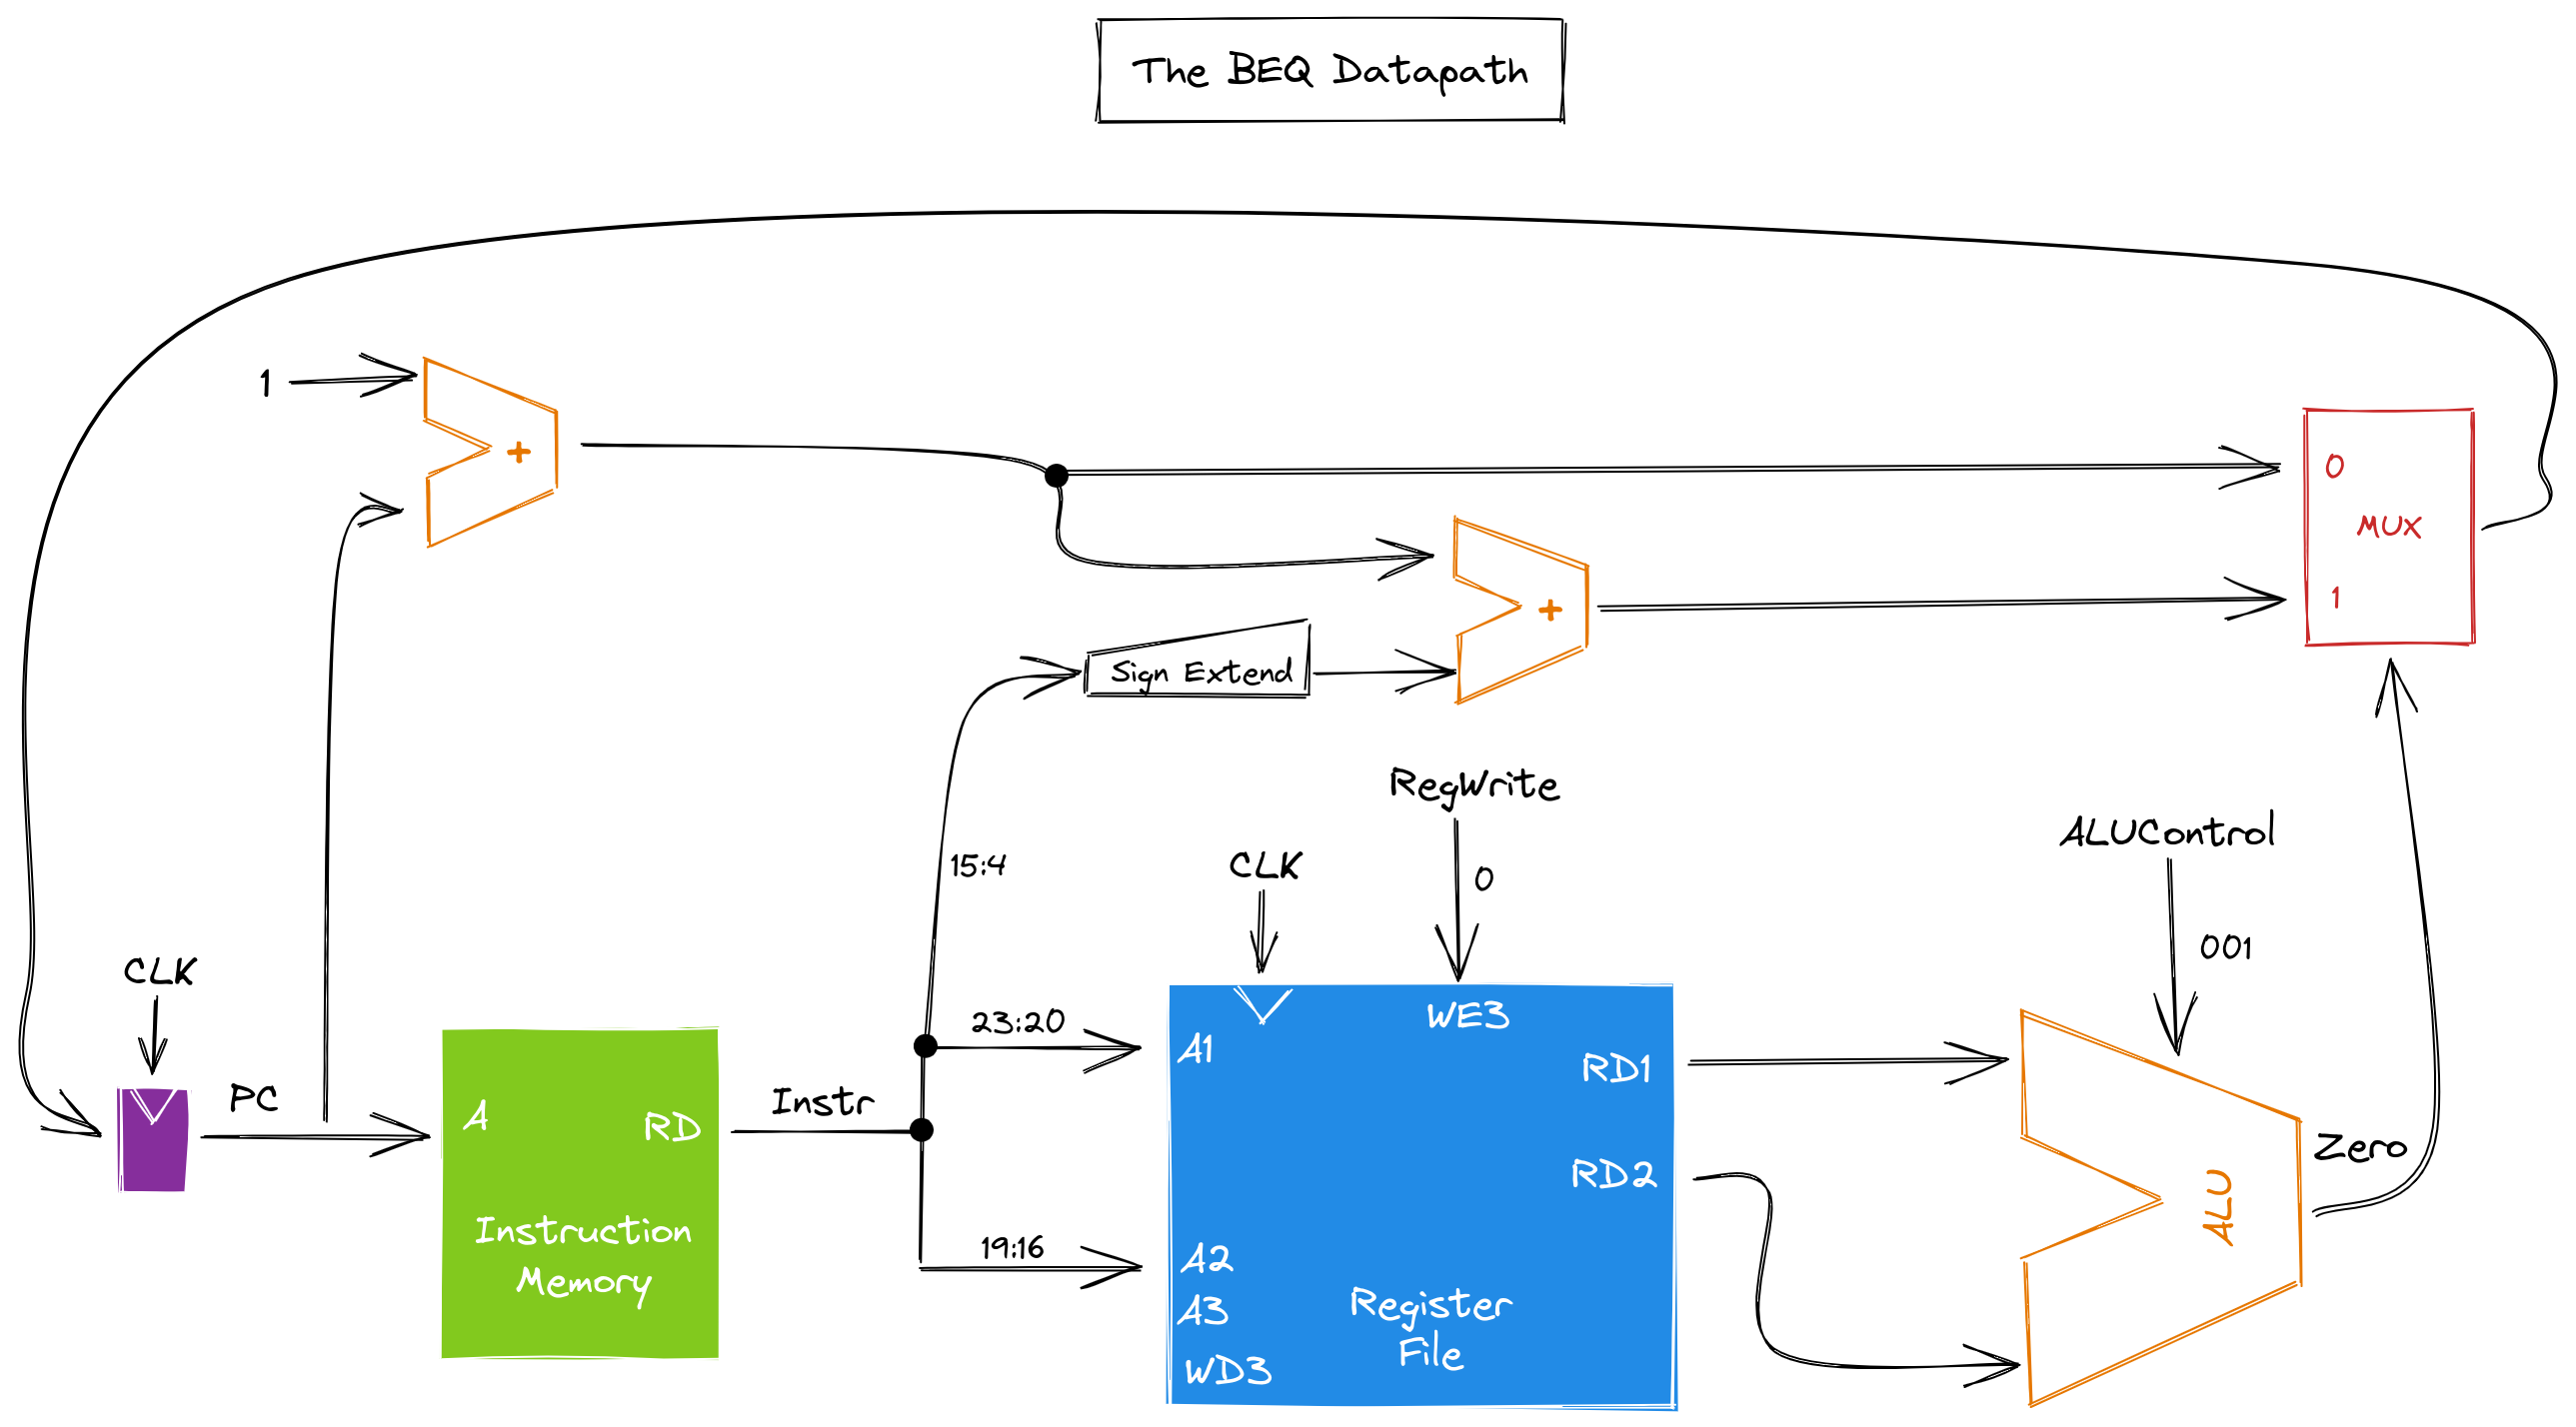 The BEQ Datapath
1
+
0
MUX
1
+
Sign Extend
RegWrite
ALUControl
15:4
CLK
0
001
CLK
23:20
WE3
A1
RD1
PC
Instr
A
RD
Zero
RD2
ALU
Instruction
Memory
19:16
A2
A3
Register
File
WD3